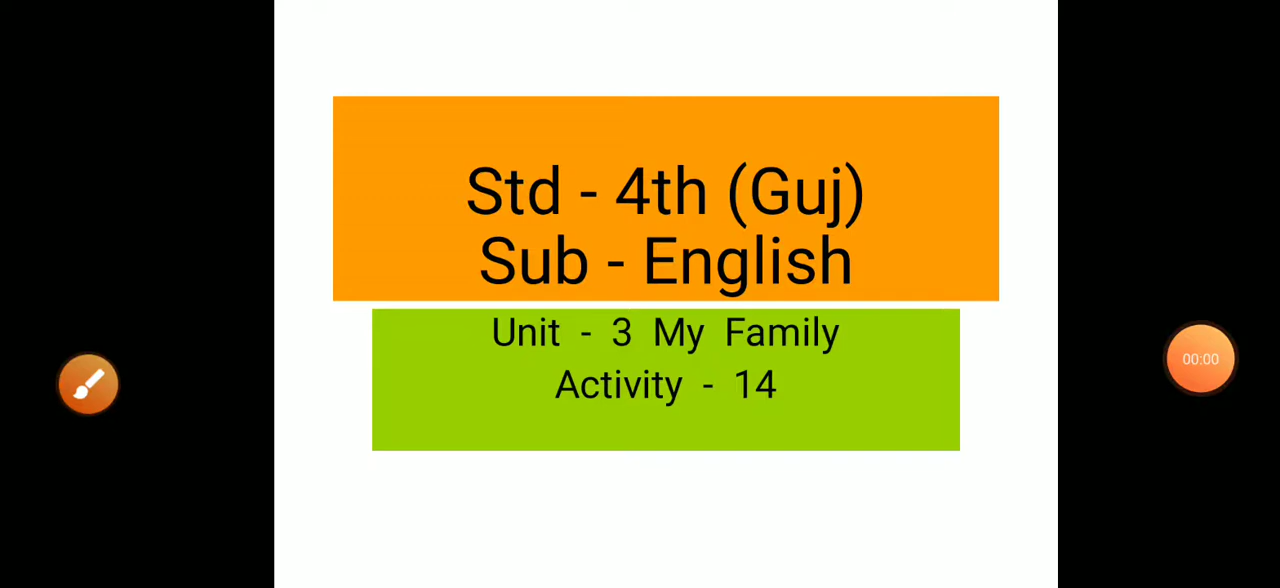 Std - 4th (Guj)
Sub - English
Unit - 3 My Family
Activity - 14
00:00